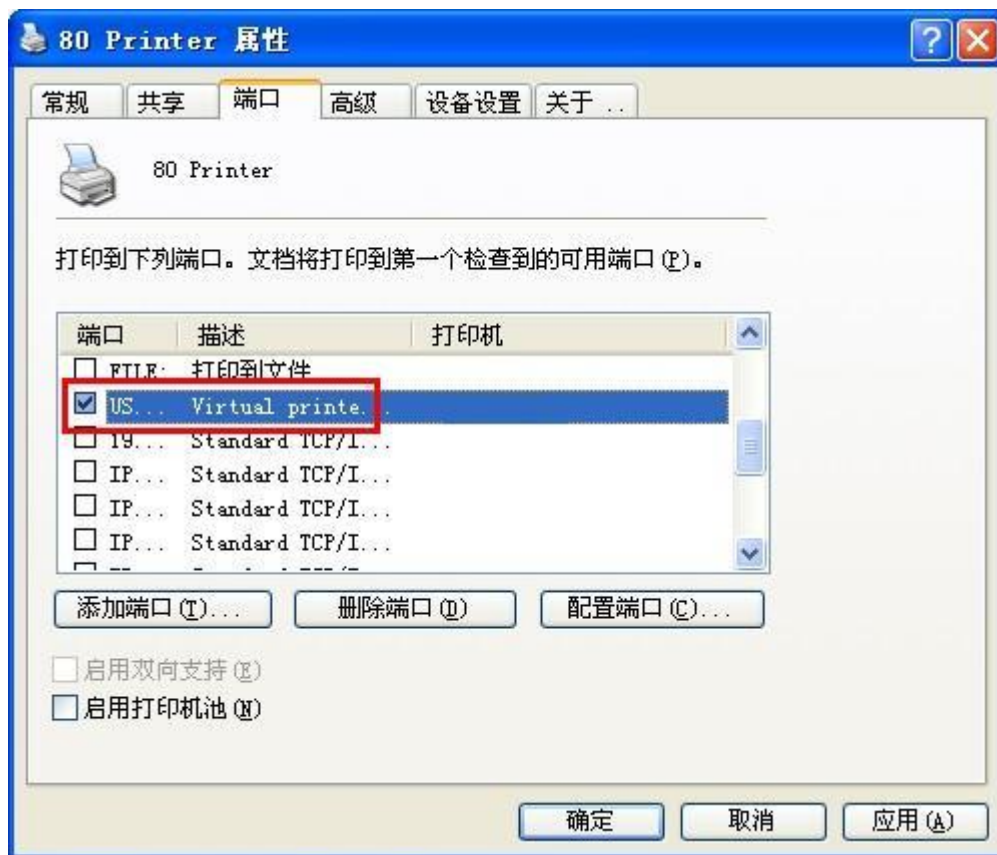 80 Printer 属性
常规 共享 端口 高级 设备设置 关于 ..
80 Printer
打印到下列端口。文档将打印到第一个检查到的可用端口(P)。
端口 描述 打印机
FILE: 打印到文件
US... Virtual printe...
19... Standard TCP/I...
IP... Standard TCP/I...
IP... Standard TCP/I...
IP... Standard TCP/I...
添加端口(T)... 删除端口(D) 配置端口(C)...
启用双向支持(E)
启用打印机池(N)
确定 取消 应用(A)